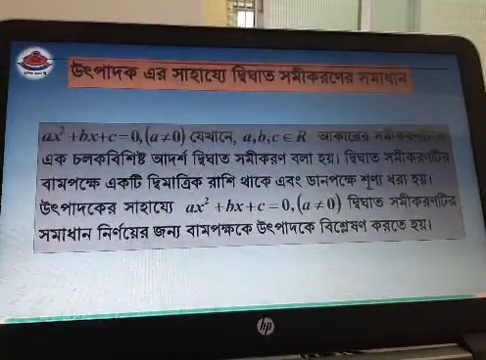 উৎপাদক এর সাহায্যে দ্বিঘাত সমীকরণের সমাধান
ax²+bx+c=0,(a≠0) যেখানে, a,b,c∈R আকারের
এক চলকবিশিষ্ট আদর্শ দ্বিঘাত সমীকরণ বলা হয়। দ্বিঘাত সমীকরণটির
বামপক্ষে একটি দ্বিমাত্রিক রাশি থাকে এবং ডানপক্ষে শূণ্য ধরা হয়।
উৎপাদকের সাহায্যে ax²+bx+c=0,(a≠0) দ্বিঘাত সমীকরণটির
সমাধান নির্ণয়ের জন্য বামপক্ষকে উৎপাদকে বিশ্লেষণ করতে হয়।
hp